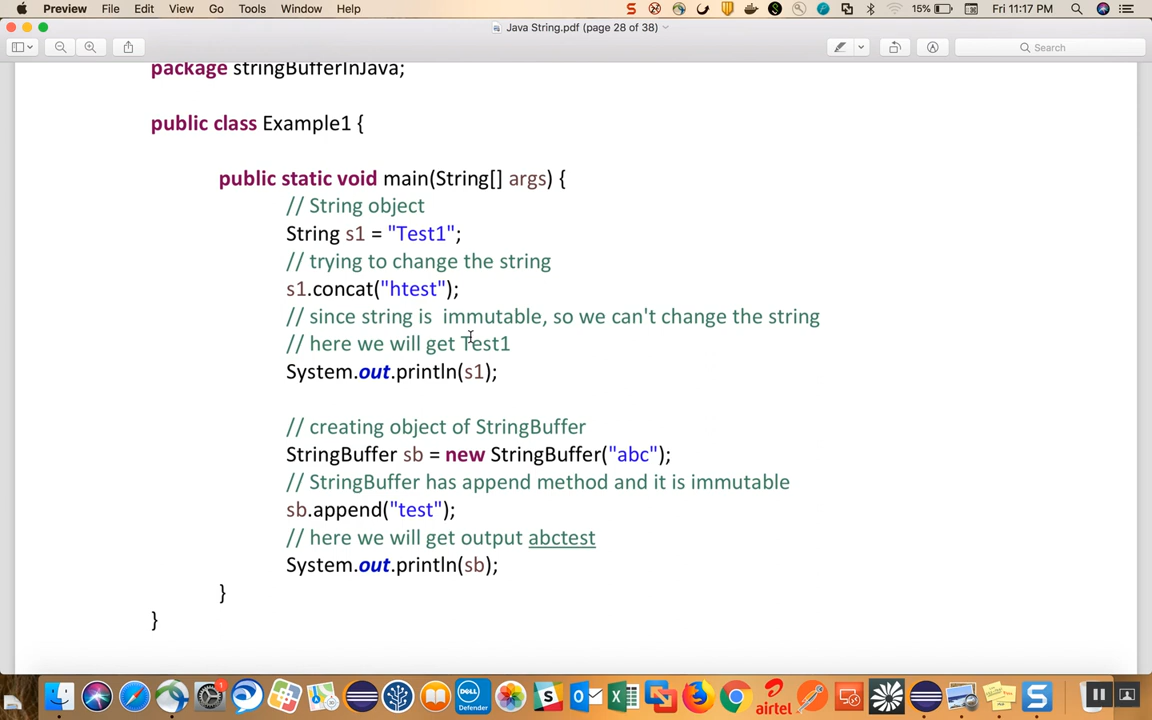 Preview File Edit View Go Tools Window Help 15% Fri 11:17 PM
Java String.pdf (page 28 of 38)
Search
package stringBufferInJava;
public class Example1 {
public static void main(String[] args) {
// String object
String s1 = "Test1";
// trying to change the string
s1.concat("htest");
// since string is  immutable, so we can't change the string
// here we will get Test1
System.out.println(s1);
// creating object of StringBuffer
StringBuffer sb = new StringBuffer("abc");
// StringBuffer has append method and it is immutable
sb.append("test");
// here we will get output abctest
System.out.println(sb);
}
}
DELL
Defender
airtel